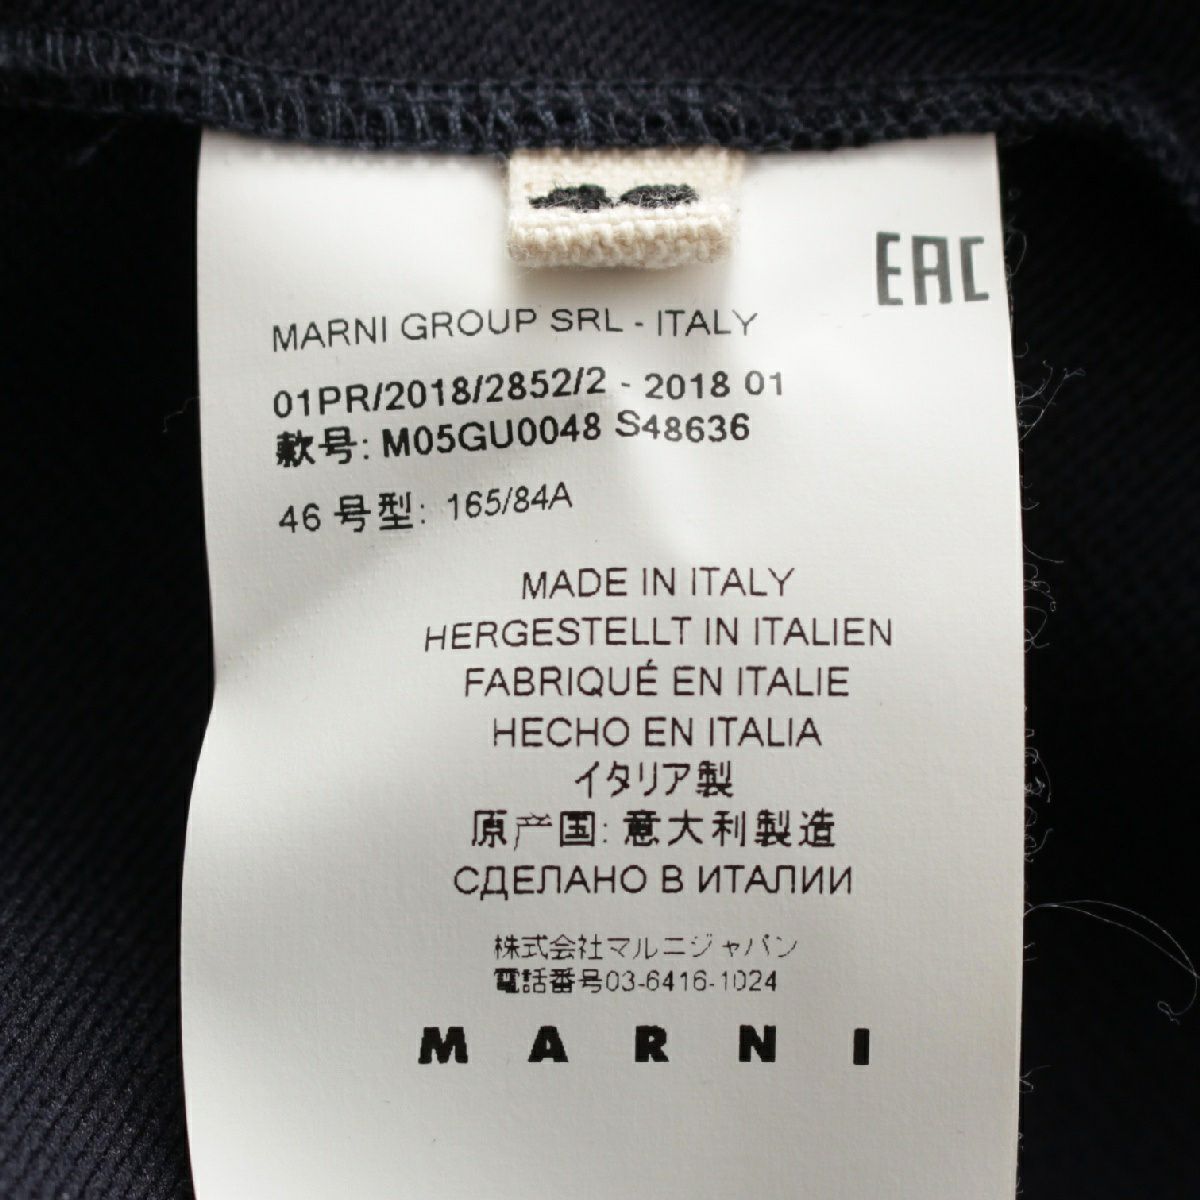 EAC
MARNI GROUP SRL - ITALY
01PR/2018/2852/2 - 2018 01
款号: M05GU0048 S48636
46 号型: 165/84A
MADE IN ITALY
HERGESTELLT IN ITALIEN
FABRIQUÉ EN ITALIE
HECHO EN ITALIA
イタリア製
原产国: 意大利製造
СДЕЛАНО В ИТАЛИИ
株式会社マルニジャパン
電話番号03-6416-1024
MARNI